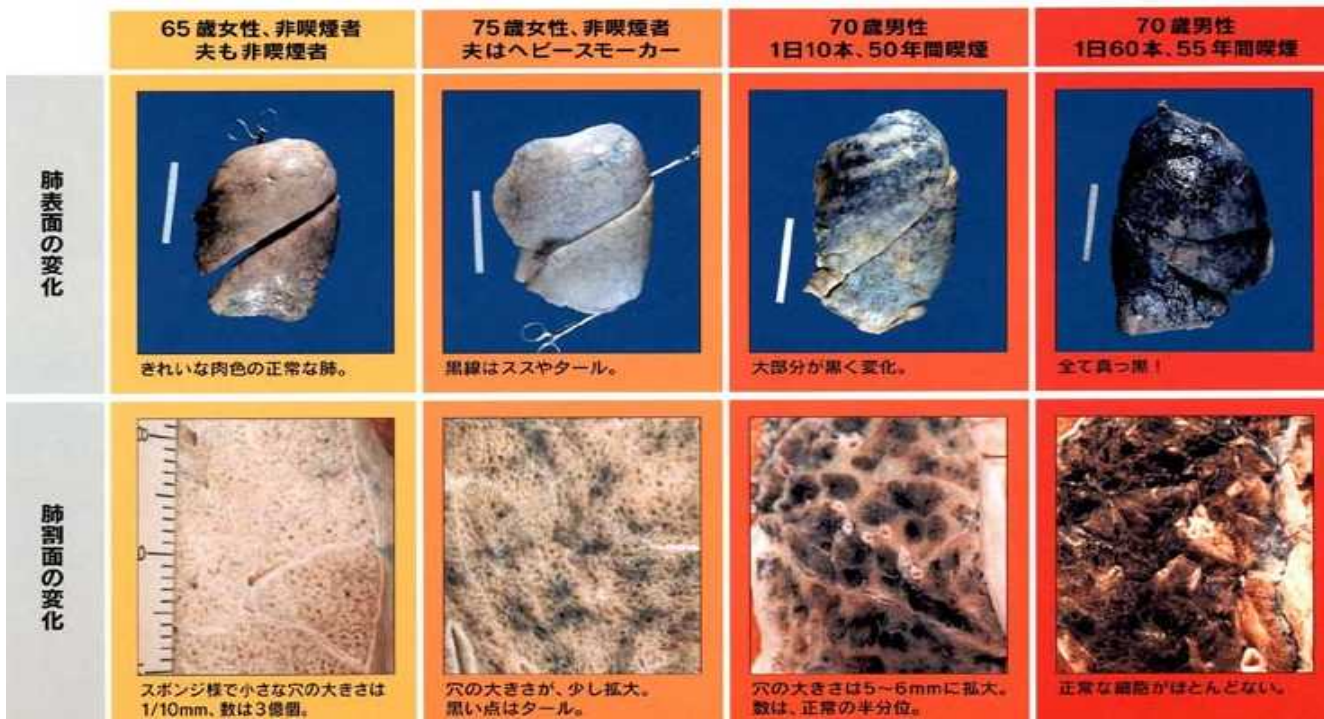 65歳女性、非喫煙者
夫も非喫煙者
75歳女性、非喫煙者
夫はヘビースモーカー
70歳男性
1日10本、50年間喫煙
70歳男性
1日60本、55年間喫煙
肺表面の変化
きれいな肉色の正常な肺。
黒線はススやタール。
大部分が黒く変化。
全て真っ黒!
肺割面の変化
スポンジ様で小さな穴の大きさは
1/10mm、数は3億個。
穴の大きさが、少し拡大。
黒い点はタール。
穴の大きさは5〜6mmに拡大。
数は、正常の半分位。
正常な細胞がほとんどない。